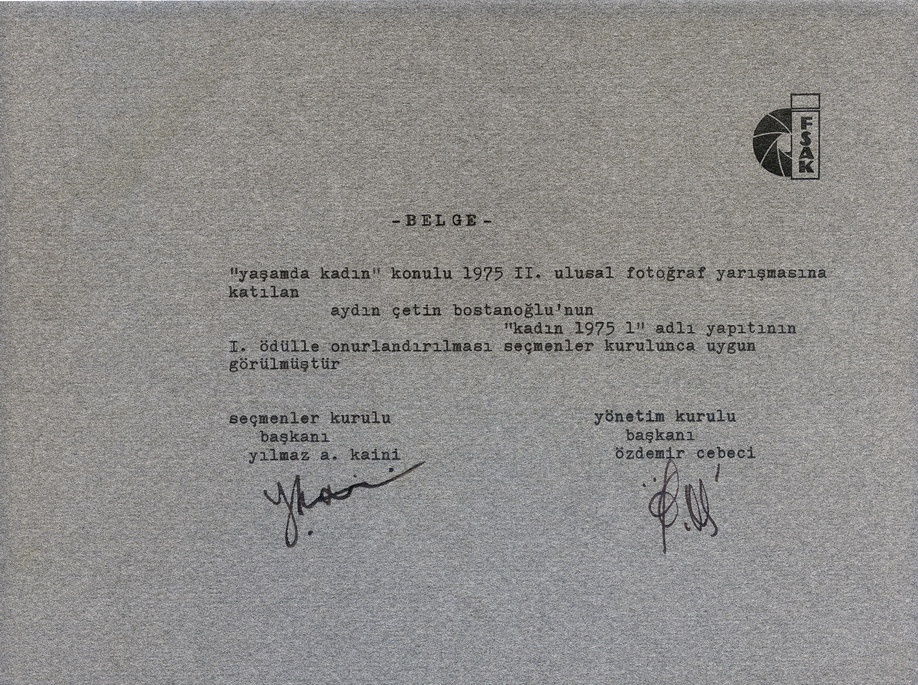 FSAK
-BELGE-
"yaşamda kadın" konulu 1975 II. ulusal fotoğraf yarışmasına
katılan
aydın çetin bostanoğlu'nun
"kadın 1975 1" adlı yapıtının
I. ödülle onurlandırılması seçmenler kurulunca uygun
görülmüştür
seçmenler kurulu
başkanı
yılmaz a. kaini
yönetim kurulu
başkanı
özdemir cebeci